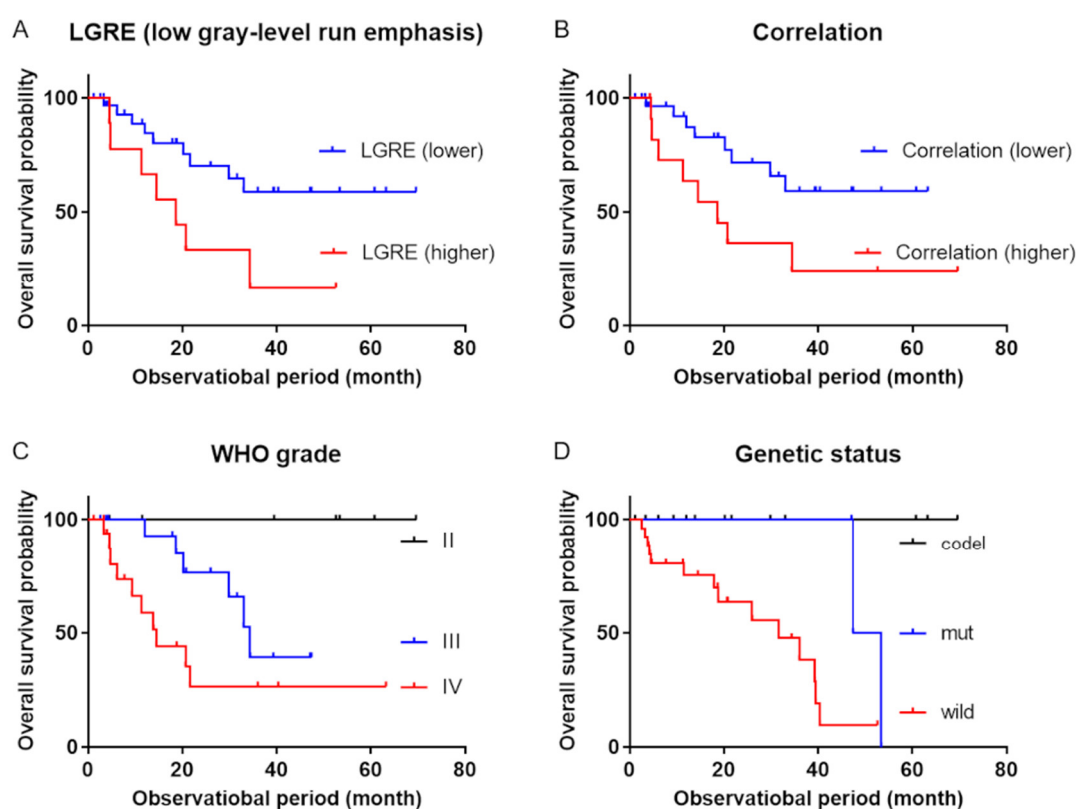 A LGRE (low gray-level run emphasis)
Overall survival probability
100
50
0
LGRE (lower)
LGRE (higher)
0 20 40 60 80
Observatiobal period (month)
B Correlation
Overall survival probability
100
50
0
Correlation (lower)
Correlation (higher)
0 20 40 60 80
Observatiobal period (month)
C WHO grade
Overall survival probability
100
50
0
II
III
IV
0 20 40 60 80
Observatiobal period (month)
D Genetic status
Overall survival probability
100
50
0
codel
mut
wild
0 20 40 60 80
Observatiobal period (month)